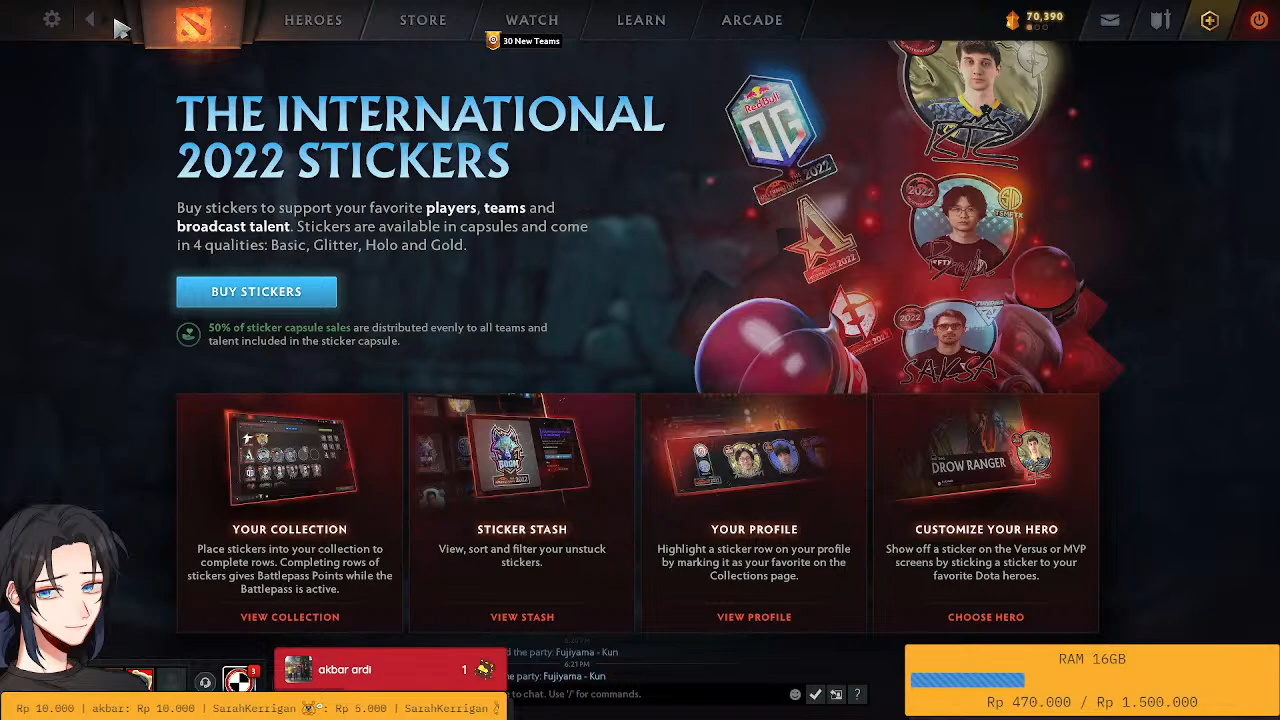 HEROES
STORE
WATCH
LEARN
ARCADE
70,390
30 New Teams
THE INTERNATIONAL
2022 STICKERS
Buy stickers to support your favorite players, teams and
broadcast talent. Stickers are available in capsules and come
in 4 qualities: Basic, Glitter, Holo and Gold.
BUY STICKERS
50% of sticker capsule sales are distributed evenly to all teams and
talent included in the sticker capsule.
Red Bull
OG
2022
2022
2022
2022
SAKSA
BOOM
DROW RANGER
YOUR COLLECTION
Place stickers into your collection to
complete rows. Completing rows of
stickers gives Battlepass Points while the
Battlepass is active.
VIEW COLLECTION
STICKER STASH
View, sort and filter your unstuck
stickers.
VIEW STASH
YOUR PROFILE
Highlight a sticker row on your profile
by marking it as your favorite on the
Collections page.
VIEW PROFILE
CUSTOMIZE YOUR HERO
Show off a sticker on the Versus or MVP
screens by sticking a sticker to your
favorite Dota heroes.
CHOOSE HERO
the party: Fujiyama - Kun
6:21 PM
the party: Fujiyama - Kun
to chat. Use '/' for commands.
?
3
akbar ardi
1
Rp 10.000 | akbar: Rp 10.000 | SarahKerrigan : Rp 5.000 | SarahKerrigan
RAM 16GB
Rp 470.000 / Rp 1.500.000